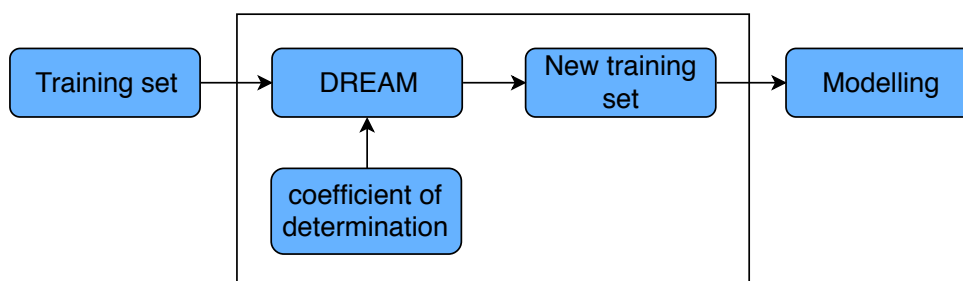 Training set
DREAM
New training
set
Modelling
coefficient of
determination